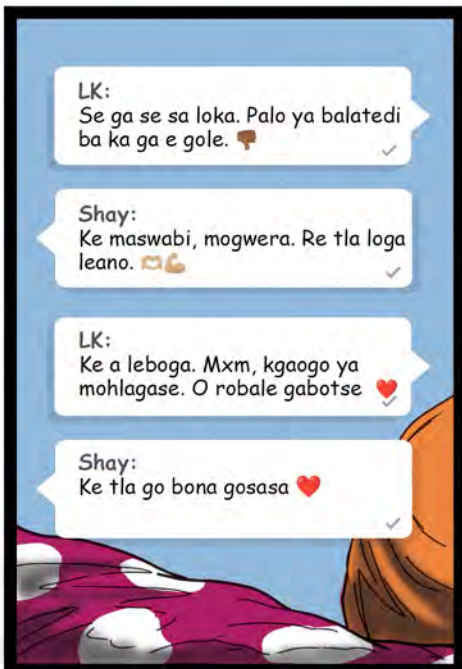 LK:
Se ga se sa loka. Palo ya balatedi
ba ka ga e gole. 👎🏾
Shay:
Ke maswabi, mogwera. Re tla loga
leano. 🫶🏼💪🏼
LK:
Ke a leboga. Mxm, kgaogo ya
mohlagase. O robale gabotse ❤️
Shay:
Ke tla go bona gosasa ❤️